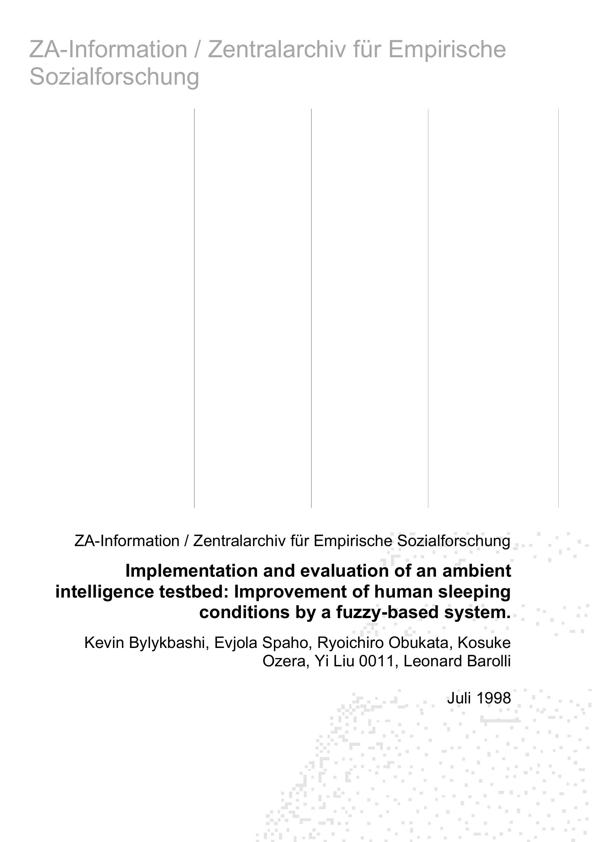 ZA-Information / Zentralarchiv für Empirische
Sozialforschung
ZA-Information / Zentralarchiv für Empirische Sozialforschung
Implementation and evaluation of an ambient
intelligence testbed: Improvement of human sleeping
conditions by a fuzzy-based system.
Kevin Bylykbashi, Evjola Spaho, Ryoichiro Obukata, Kosuke
Ozera, Yi Liu 0011, Leonard Barolli
Juli 1998